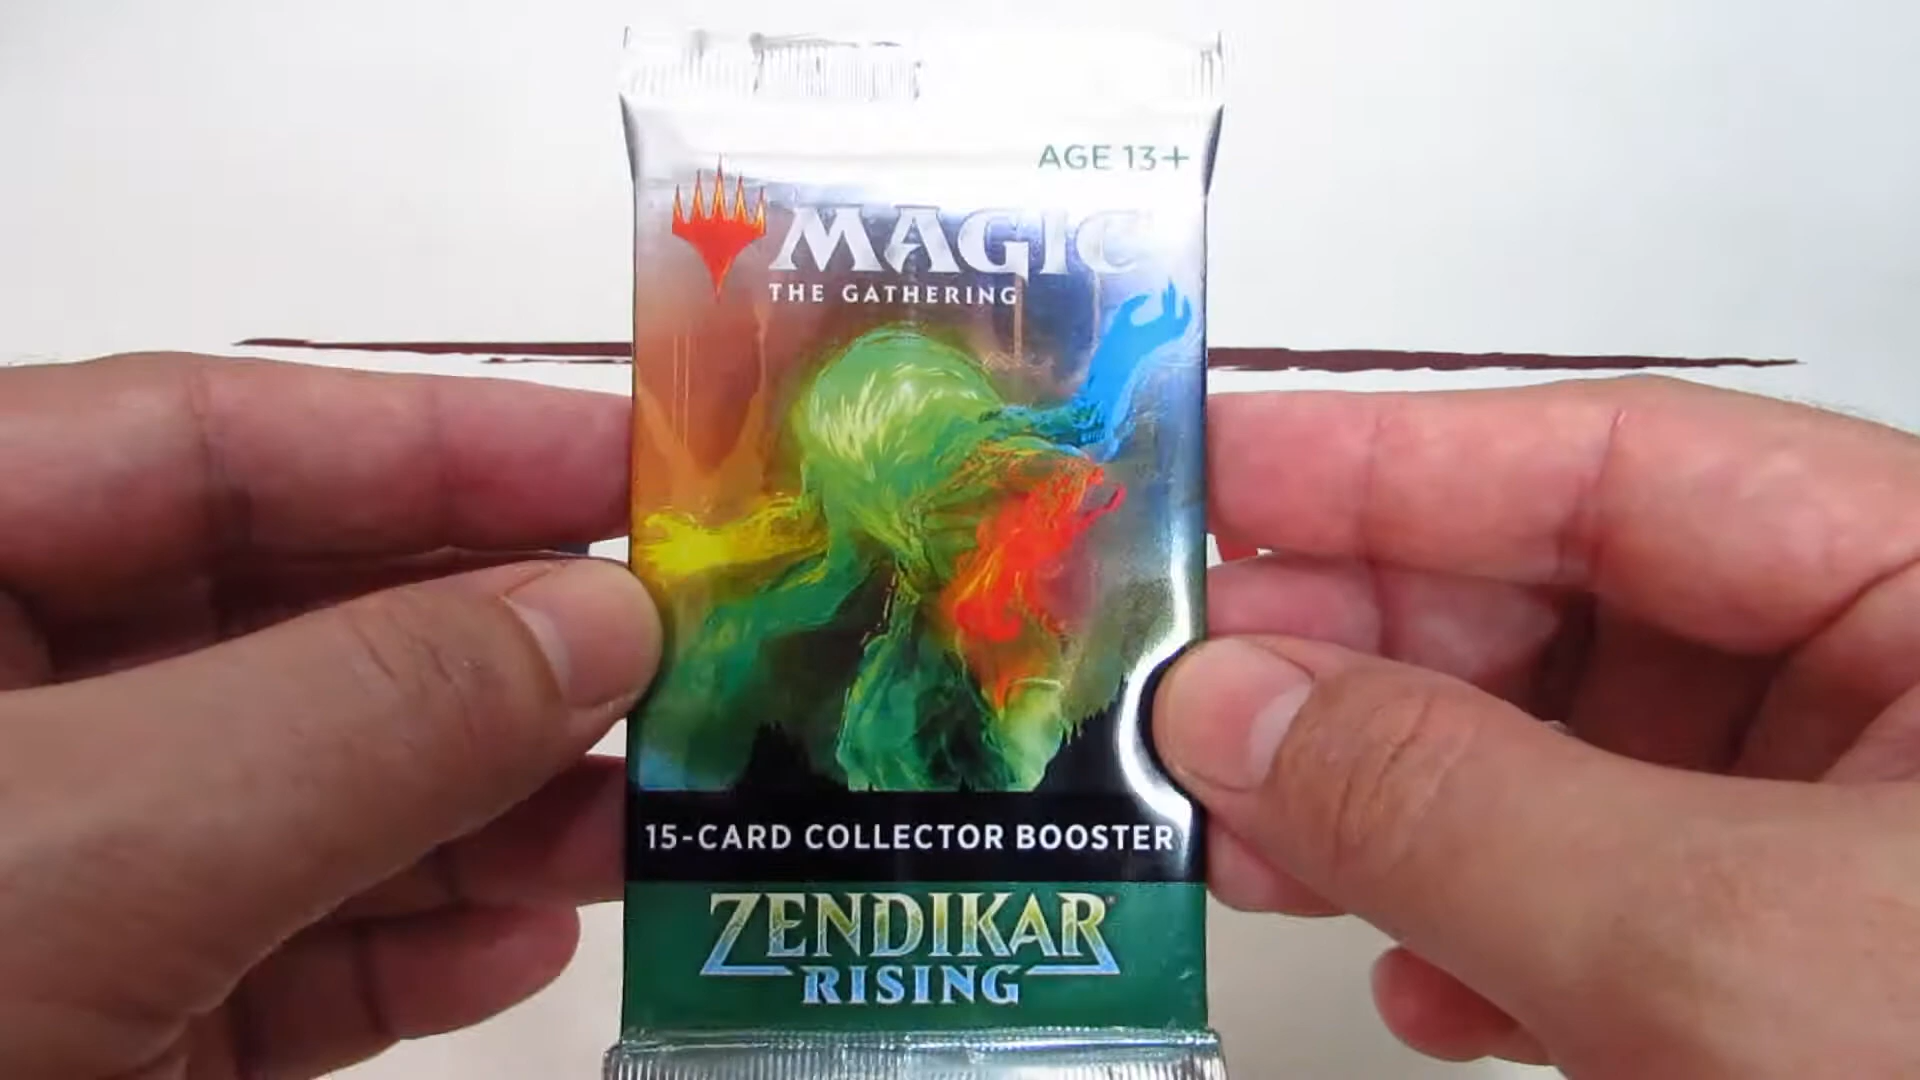 AGE 13+
MAGIC
THE GATHERING
15-CARD COLLECTOR BOOSTER
ZENDIKAR
RISING